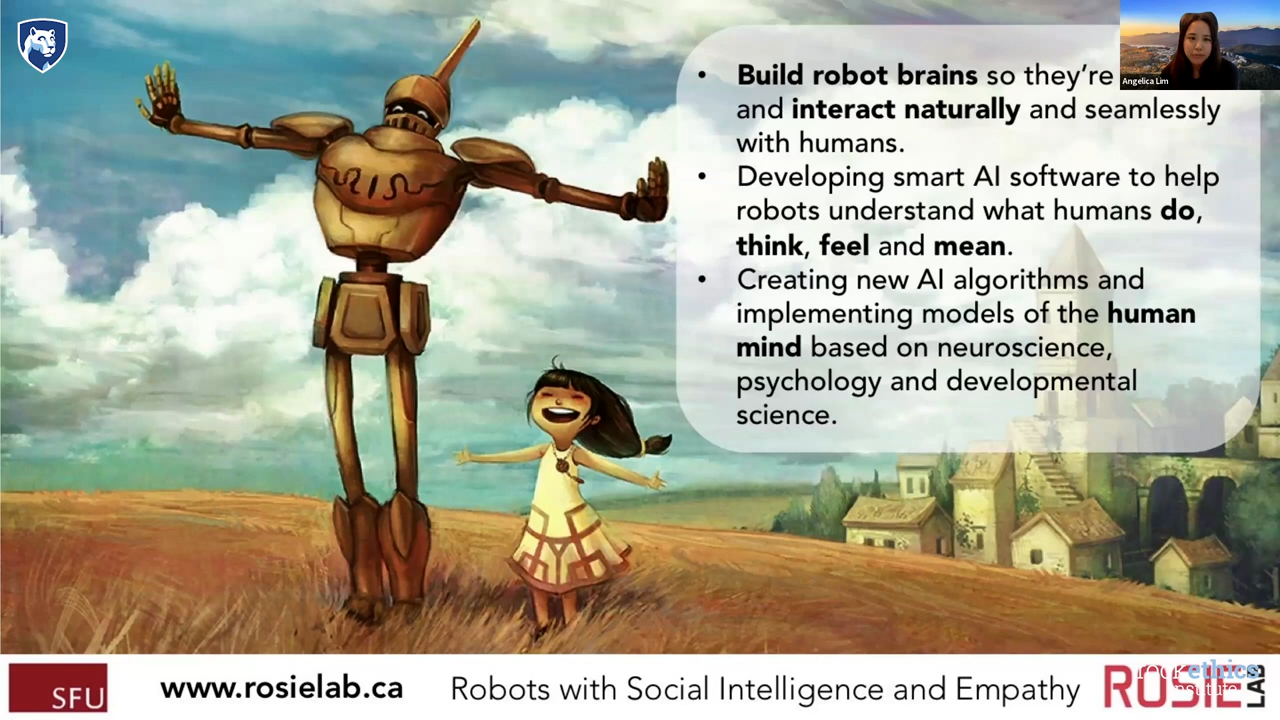 Angelica Lim
• Build robot brains so they're
and interact naturally and seamlessly
with humans.
• Developing smart AI software to help
robots understand what humans do,
think, feel and mean.
• Creating new AI algorithms and
implementing models of the human
mind based on neuroscience,
psychology and developmental
science.
SFU
www.rosielab.ca
Robots with Social Intelligence and Empathy
ROSIE LAB
rock ethics
institute